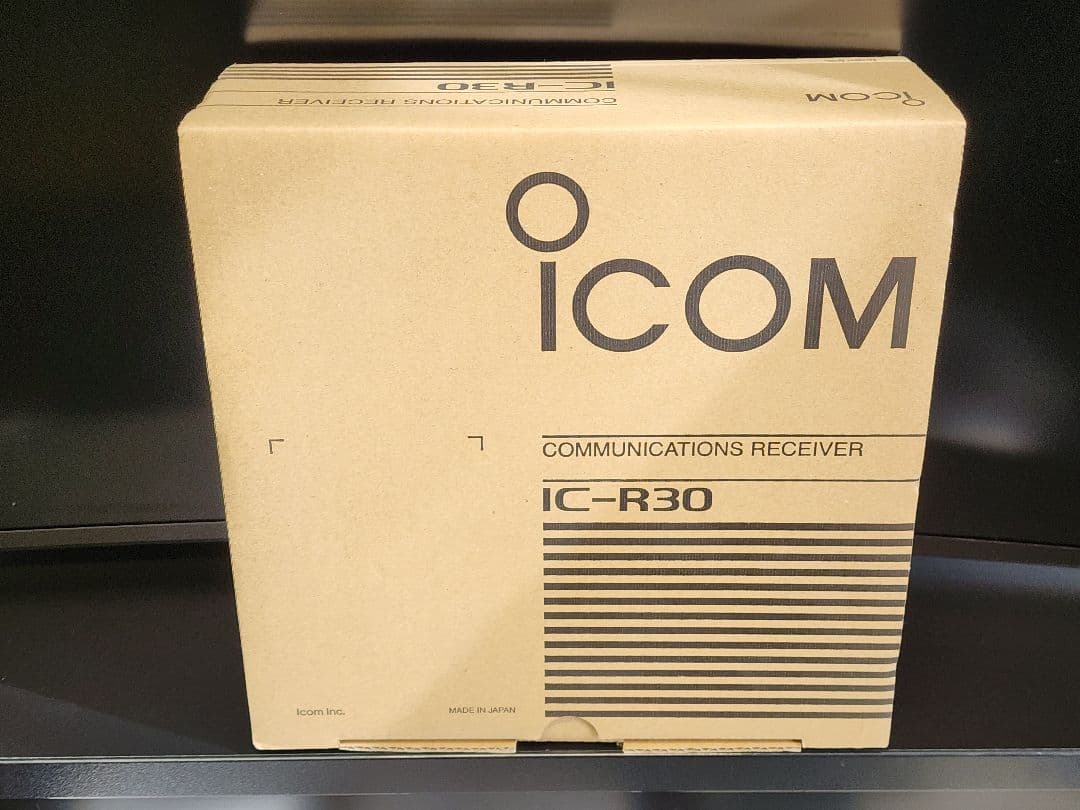 IC-R30
COMMUNICATIONS RECEIVER
ICOM
ICOM
COMMUNICATIONS RECEIVER
IC-R30
Icom Inc.
MADE IN JAPAN